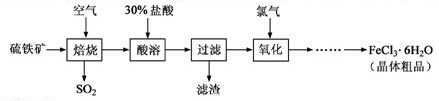 空气
30%盐酸
氯气
硫铁矿
焙烧
酸溶
过滤
氧化
······
FeCl₃·6H₂O
(晶体粗品)
SO₂
滤渣